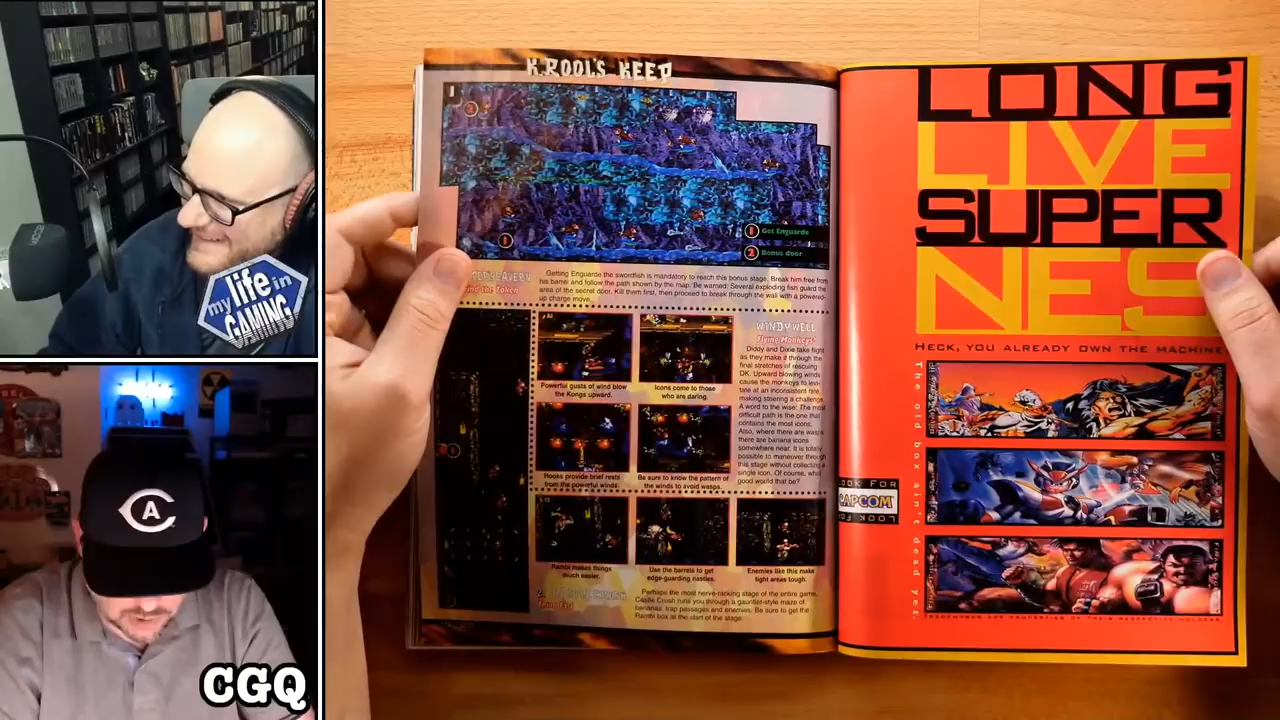 my
life in
GAMING
A
CGQ
K.ROOL'S KEEP
1
2
1
1 Get Enguarde
2 Bonus door
Find the Token
Getting Enguarde the swordfish is mandatory to reach this bonus stage. Break him free from
his barrel and follow the path shown by the map. Be warned: Several exploding fish guard the
area of the secret door. Kill them first, then proceed to break through the wall with a powered-
up charge move.
Powerful gusts of wind blow
the Kongs upward.
Icons come to those
who are daring.
Hooks provide brief rests
from the powerful winds.
Be sure to know the pattern
of the winds to avoid wasps.
WINDY WELL
Flying Monkeys!
Diddy and Dixie take flight
as they make it through the
final stretches of rescuing
DK. Upward blowing winds
cause the monkeys to levi-
tate at an inconsistent rate,
making steering a challenge.
A word to the wise: The most
difficult path is the one that
contains the most icons.
Also, where there are wasps
there are banana icons
somewhere near. It is totally
possible to maneuver through
this stage without collecting a
single icon. Of course, what
good would that be?
Rambi makes things
much easier.
Use the barrels to get
edge-guarding nasties.
Enemies like this make
tight areas tough.
Perhaps the most nerve-racking stage of the entire game,
Castle Crush runs you through a gauntlet-style maze of
bananas, trap passages and enemies. Be sure to get the
Rambi box at the start of the stage.
LONG
LIVE
SUPER
NES
HECK, YOU ALREADY OWN THE MACHINE
The old box ain't dead yet.
LOOK FOR
CAPCOM
LOOK FOR